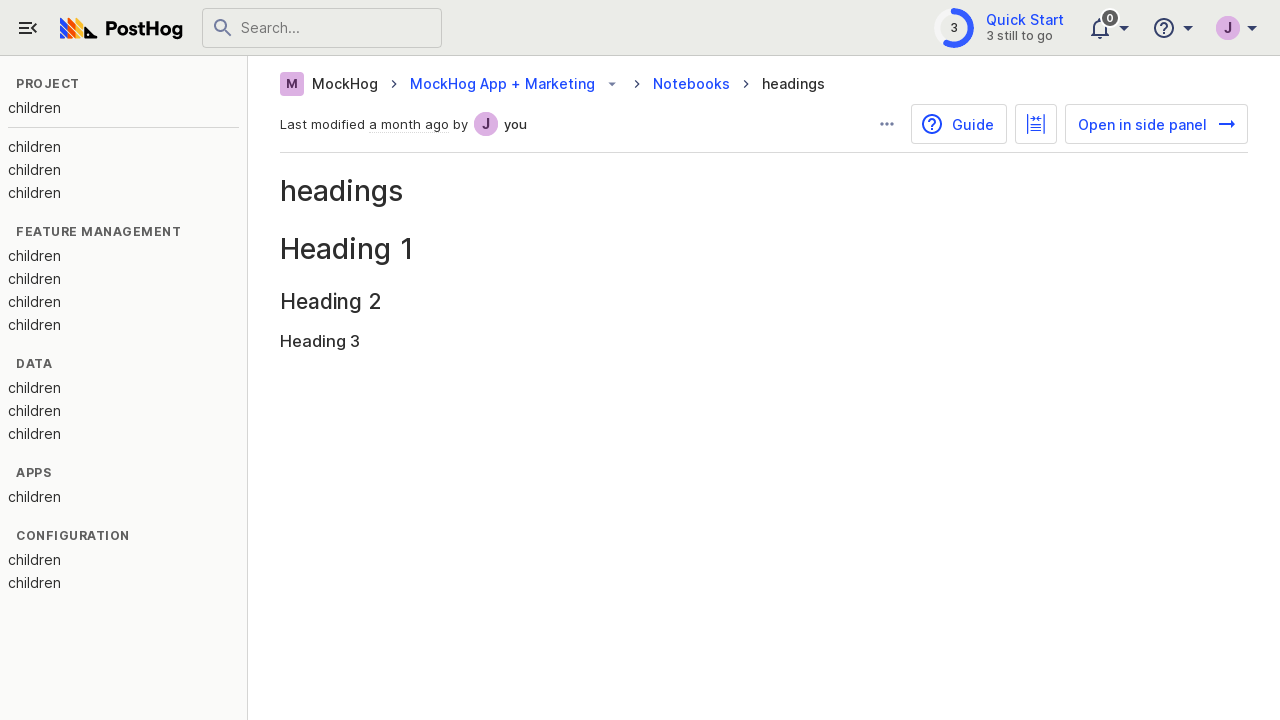 PostHog
Search...
3
Quick Start
3 still to go
0
J
PROJECT
children
children
children
children
FEATURE MANAGEMENT
children
children
children
children
DATA
children
children
children
APPS
children
CONFIGURATION
children
children
M MockHog MockHog App + Marketing Notebooks headings
Last modified a month ago by J you
Guide
Open in side panel
headings
Heading 1
Heading 2
Heading 3